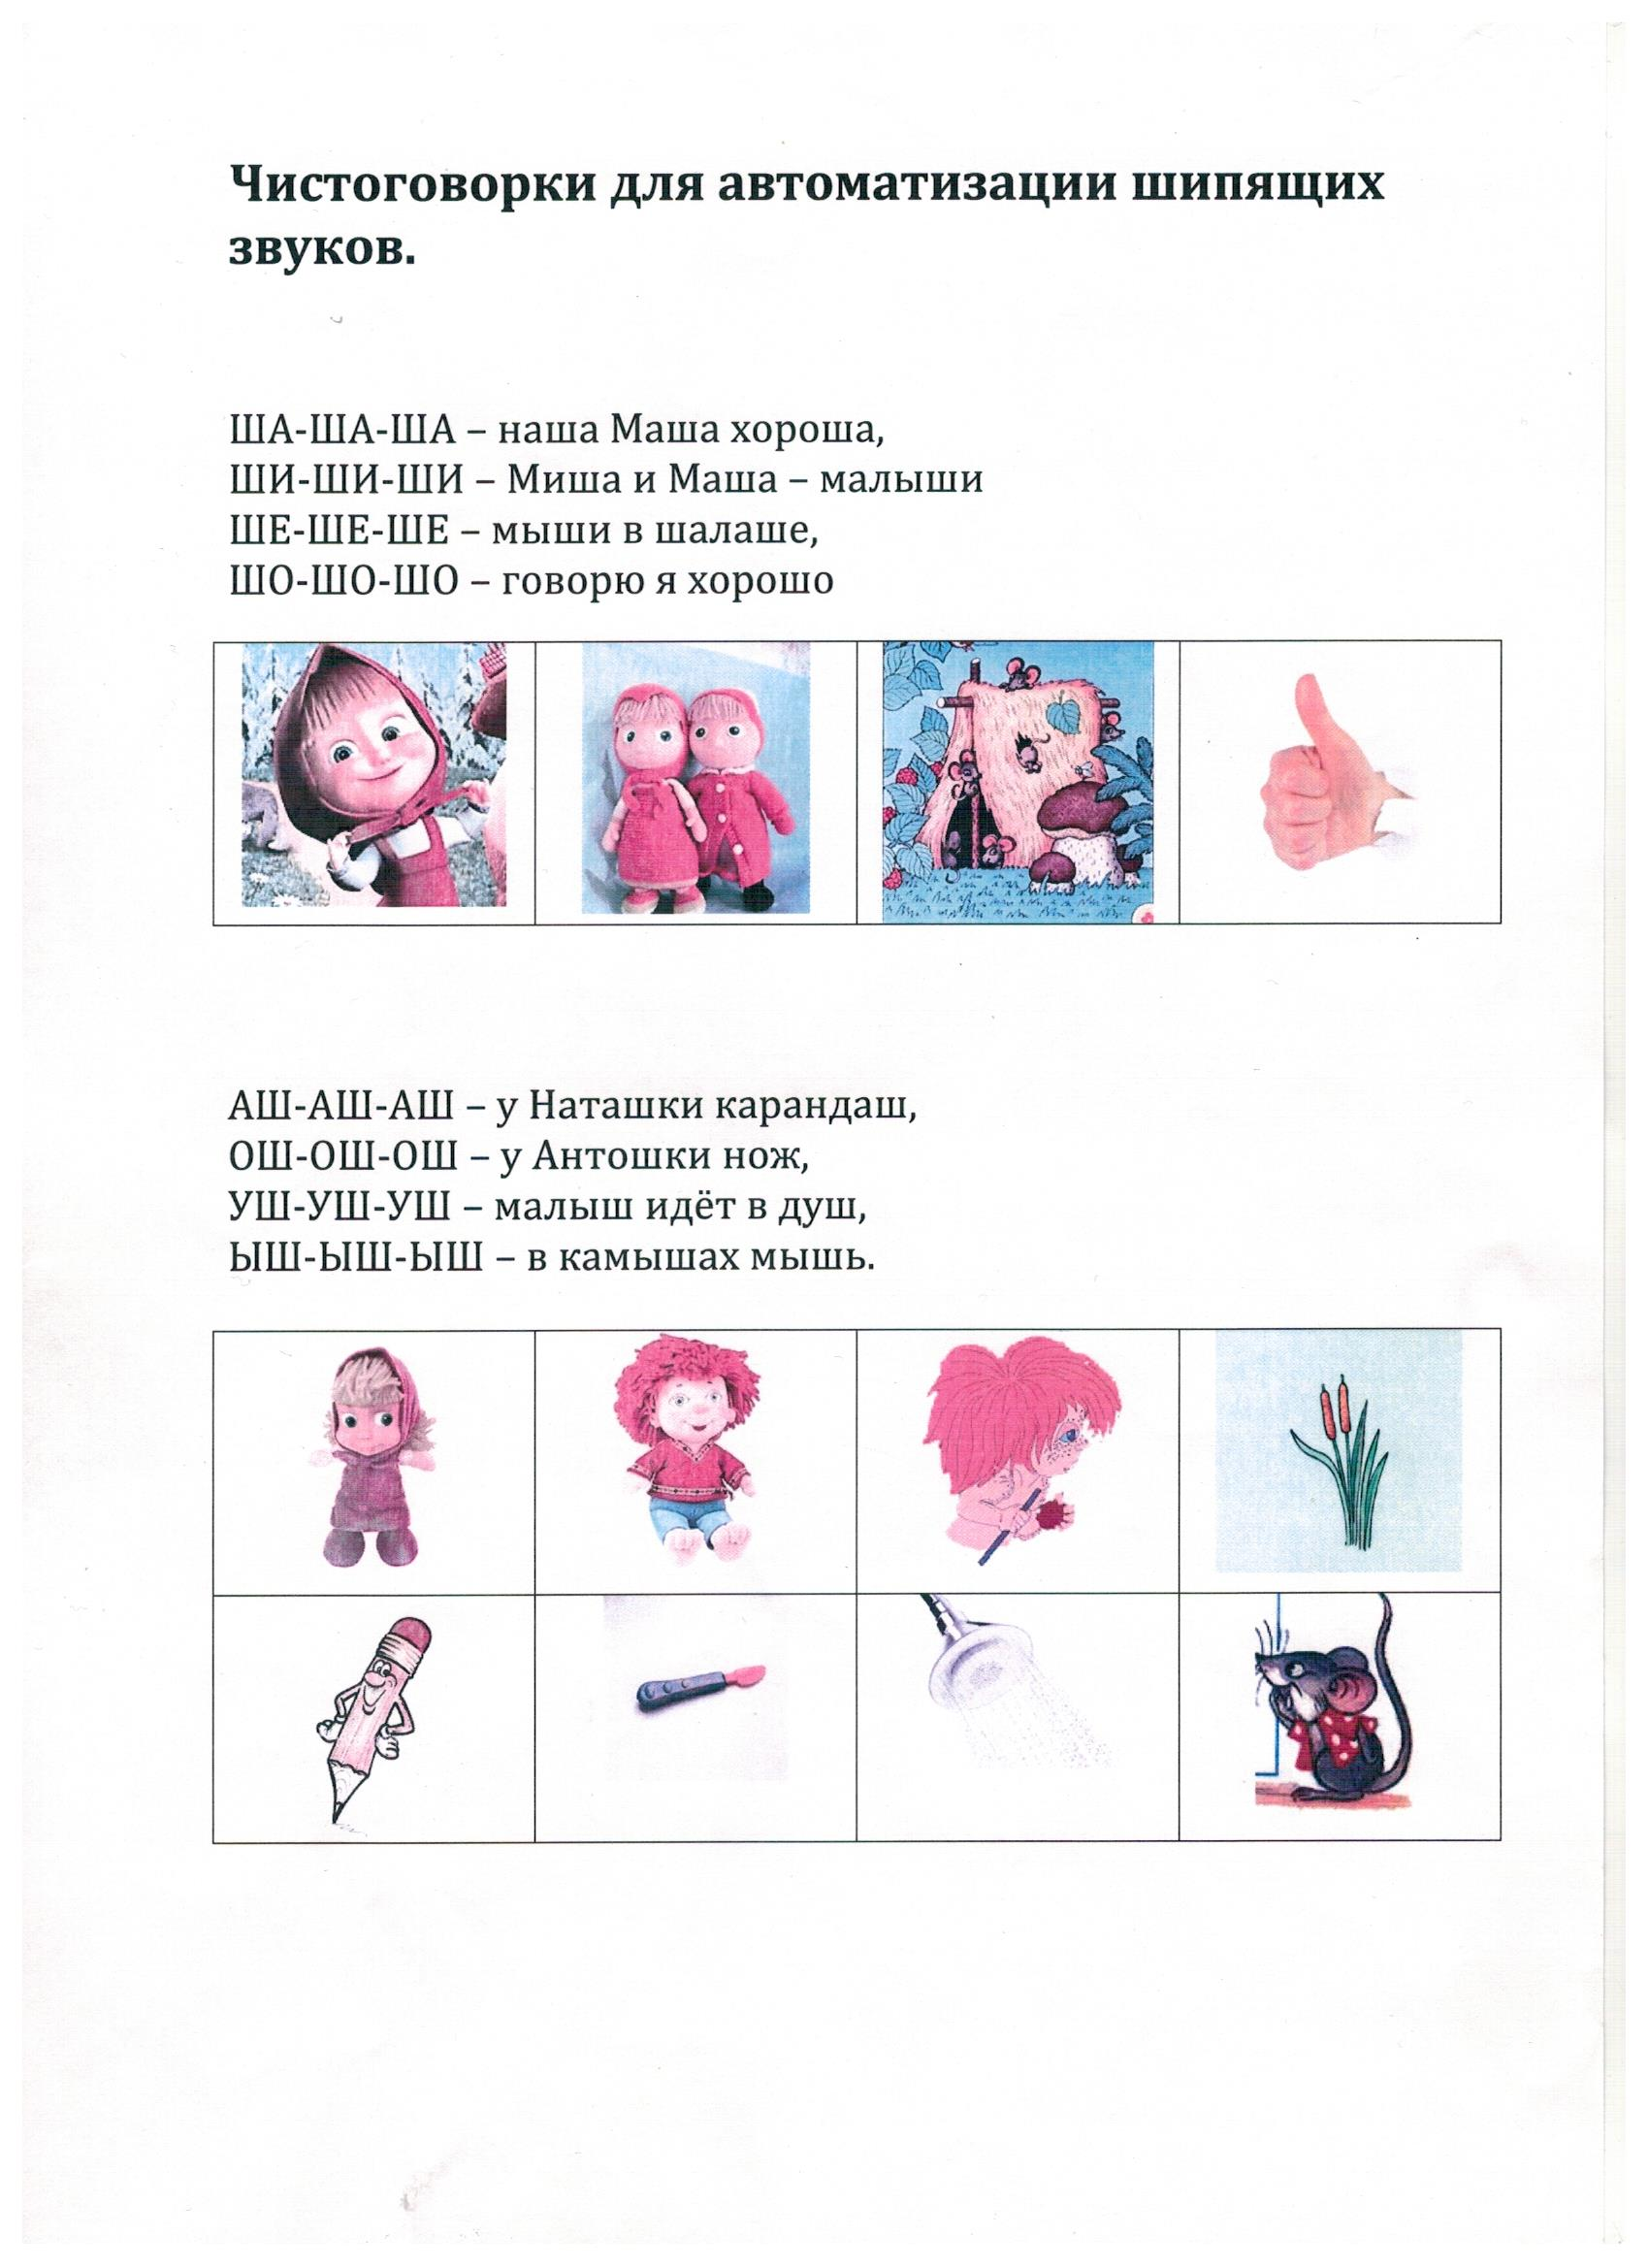 Чистоговорки для автоматизации шипящих
звуков.
ША-ША-ША – наша Маша хороша,
ШИ-ШИ-ШИ – Миша и Маша – малыши
ШЕ-ШЕ-ШЕ – мыши в шалаше,
ШО-ШО-ШО – говорю я хорошо
АШ-АШ-АШ – у Наташки карандаш,
ОШ-ОШ-ОШ – у Антошки нож,
УШ-УШ-УШ – малыш идёт в душ,
ЫШ-ЫШ-ЫШ – в камышах мышь.